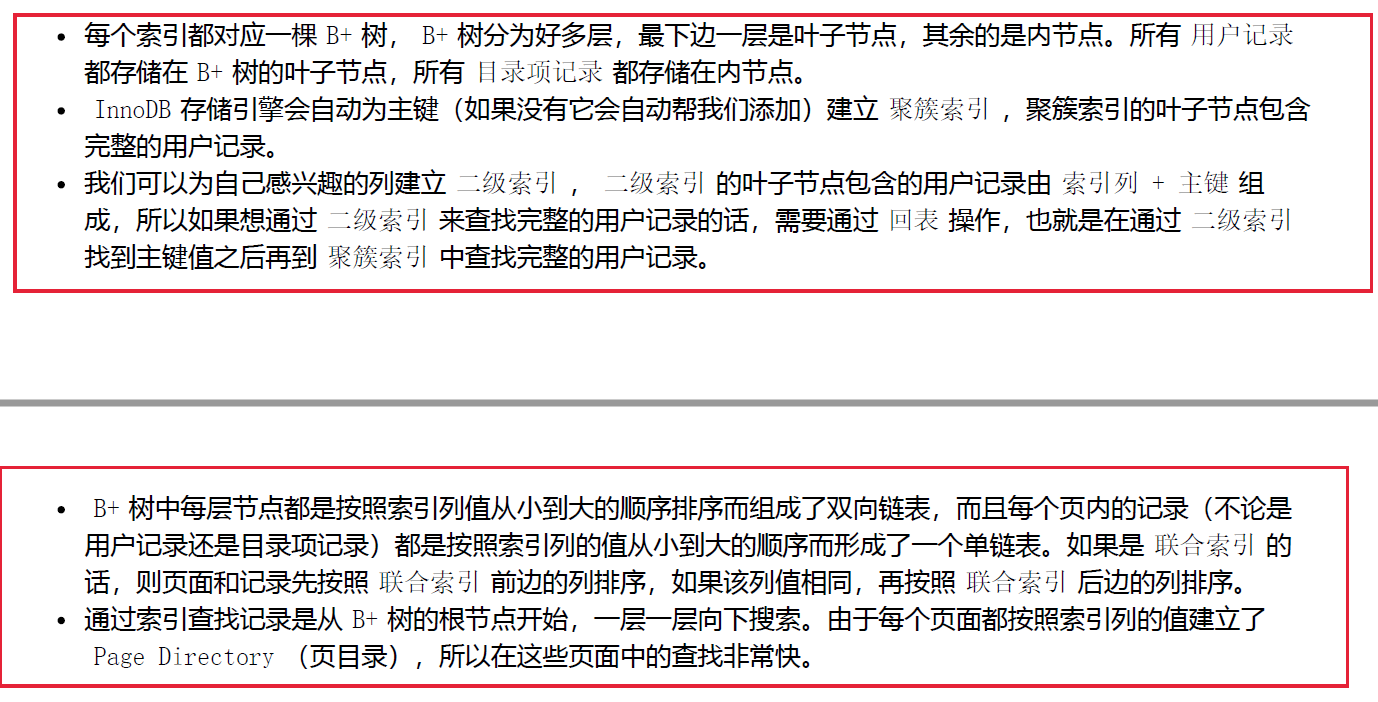 • 每个索引都对应一棵 B+ 树， B+ 树分为好多层，最下边一层是叶子节点，其余的是内节点。所有 用户记录
都存储在 B+ 树的叶子节点，所有 目录项记录 都存储在内节点。
• InnoDB 存储引擎会自动为主键（如果没有它会自动帮我们添加）建立 聚簇索引 ，聚簇索引的叶子节点包含
完整的用户记录。
• 我们可以为自己感兴趣的列建立 二级索引 ， 二级索引 的叶子节点包含的用户记录由 索引列 + 主键 组
成，所以如果想通过 二级索引 来查找完整的用户记录的话，需要通过 回表 操作，也就是在通过 二级索引
找到主键值之后再到 聚簇索引 中查找完整的用户记录。
• B+ 树中每层节点都是按照索引列值从小到大的顺序排序而组成了双向链表，而且每个页内的记录（不论是
用户记录还是目录项记录）都是按照索引列的值从小到大的顺序而形成了一个单链表。如果是 联合索引 的
话，则页面和记录先按照 联合索引 前边的列排序，如果该列值相同，再按照 联合索引 后边的列排序。
• 通过索引查找记录是从 B+ 树的根节点开始，一层一层向下搜索。由于每个页面都按照索引列的值建立了
Page Directory （页目录），所以在这些页面中的查找非常快。